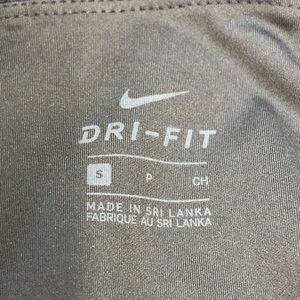 DRI-FIT
S P CH
MADE IN SRI LANKA
FABRIQUE AU SRI LANKA